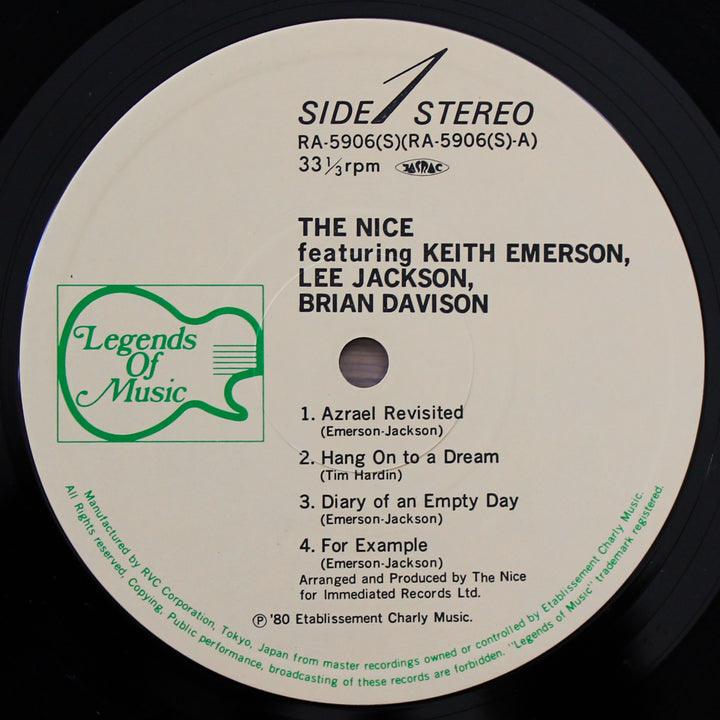 SIDE 1 STEREO
RA-5906(S)(RA-5906(S)-A)
33 1/3 rpm JASRAC
THE NICE
featuring KEITH EMERSON,
LEE JACKSON,
BRIAN DAVISON
Legends
Of
Music
1. Azrael Revisited
(Emerson-Jackson)
2. Hang On to a Dream
(Tim Hardin)
3. Diary of an Empty Day
(Emerson-Jackson)
4. For Example
(Emerson-Jackson)
Arranged and Produced by The Nice
for Immediated Records Ltd.
Ⓟ '80 Etablissement Charly Music.
Manufactured by RVC Corporation, Tokyo, Japan from master recordings owned or controlled by Etablissement Charly Music.
All Rights reserved, Copying, Public performance, broadcasting of these records are forbidden. "Legends of Music" trademark registered.